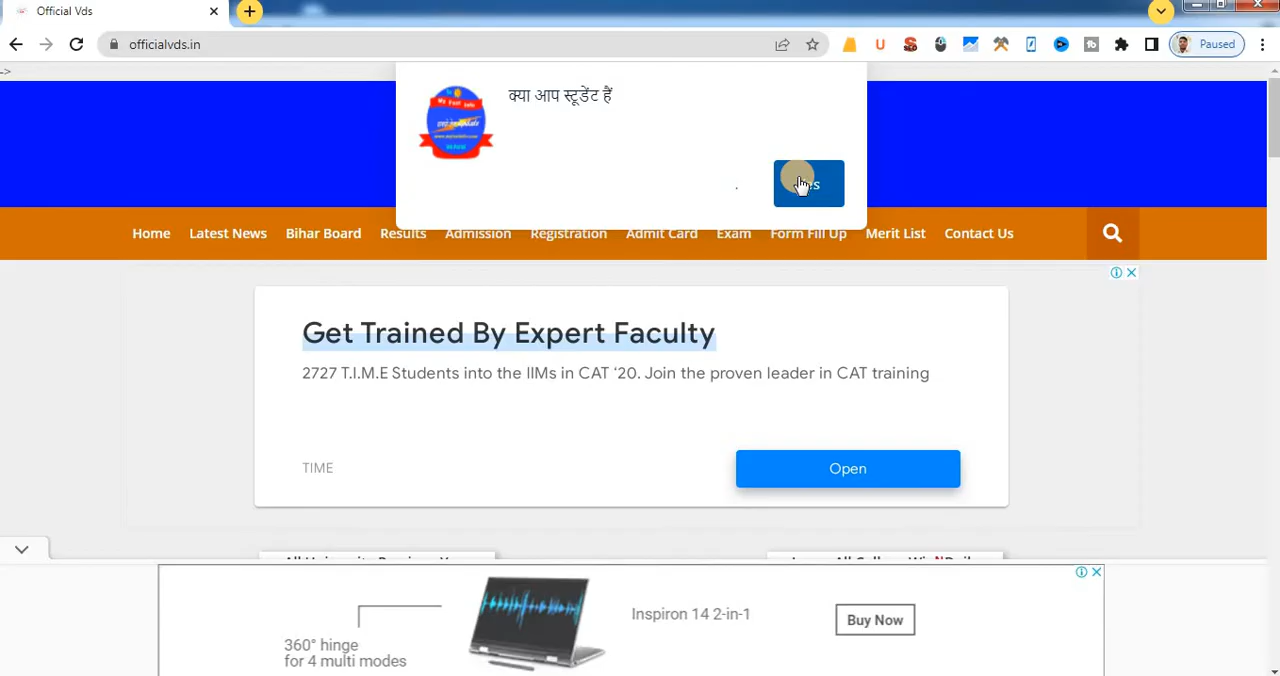 Official Vds
officialvds.in
Paused
->
क्या आप स्टूडेंट हैं
Home Latest News Bihar Board Results Admission Registration Admit Card Exam Form Fill Up Merit List Contact Us
Get Trained By Expert Faculty
2727 T.I.M.E Students into the IIMs in CAT ‘20. Join the proven leader in CAT training
TIME
Open
360° hinge
for 4 multi modes
Inspiron 14 2-in-1
Buy Now